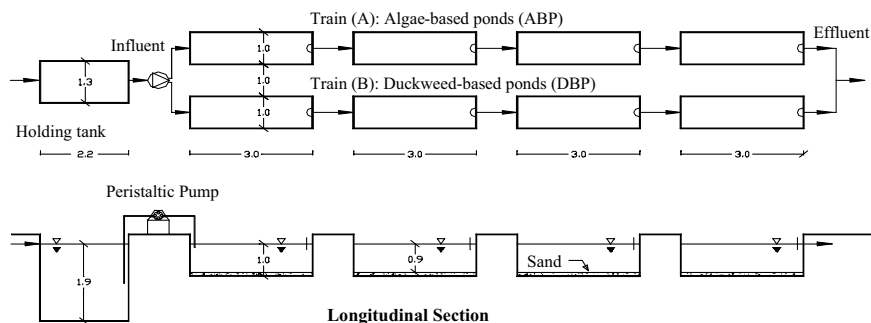 Train (A): Algae-based ponds (ABP)
Influent
Effluent
1.0
1.3
1.0
Train (B): Duckweed-based ponds (DBP)
1.0
Holding tank
2.2
3.0
3.0
3.0
3.0
Peristaltic Pump
1.0
0.9
Sand
1.9
Longitudinal Section